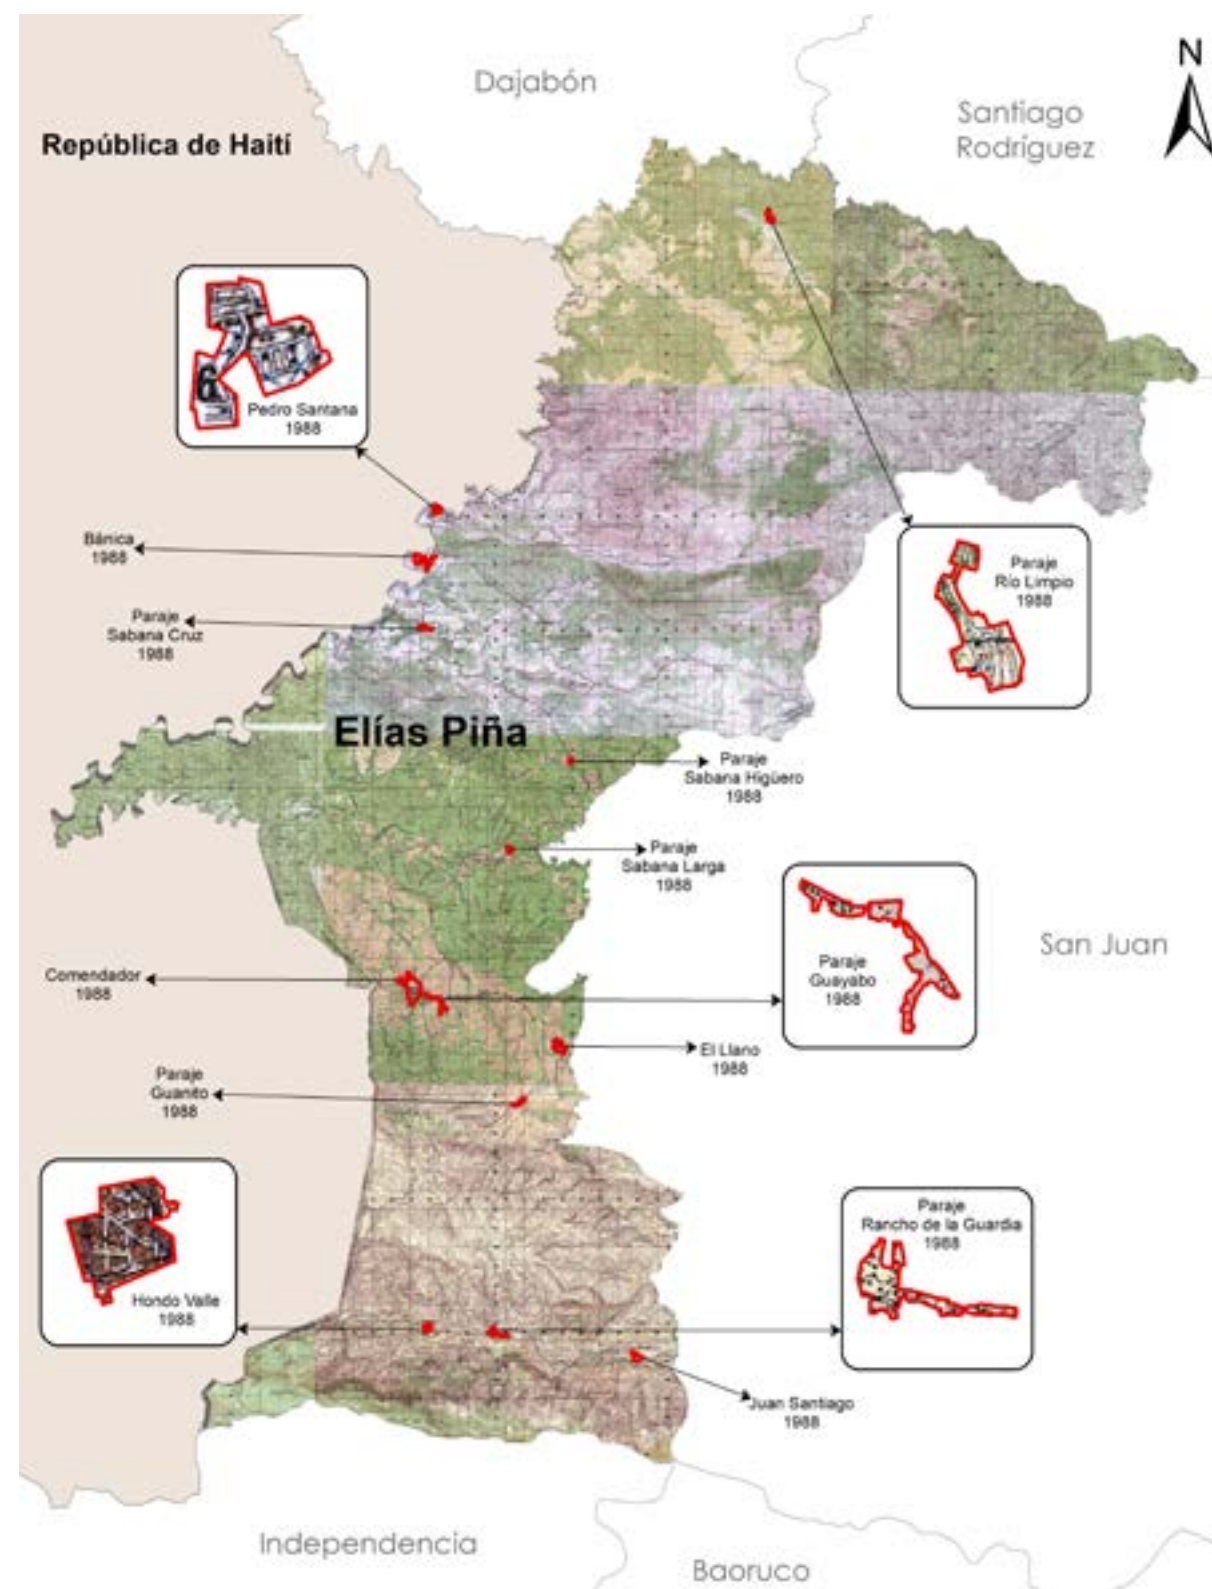 Dajabón
N
Santiago
Rodríguez
República de Haití
Pedro Santana
1988
Bánica
1988
Paraje
Río Limpio
1988
Paraje
Sabana Cruz
1988
Elías Piña
Paraje
Sabana Higüero
1988
Paraje
Sabana Larga
1988
San Juan
Comendador
1988
Paraje
Guayabo
1988
El Llano
1988
Paraje
Guanito
1988
Paraje
Rancho de la Guardia
1988
Hondo Valle
1988
Juan Santiago
1988
Independencia
Baoruco